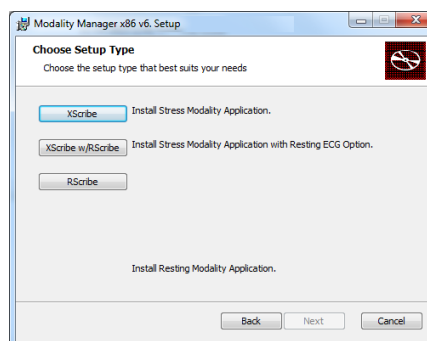 Modality Manager x86 v6. Setup
Choose Setup Type
Choose the setup type that best suits your needs
XScribe Install Stress Modality Application.
XScribe w/RScribe Install Stress Modality Application with Resting ECG Option.
RScribe
Install Resting Modality Application.
Back Next Cancel